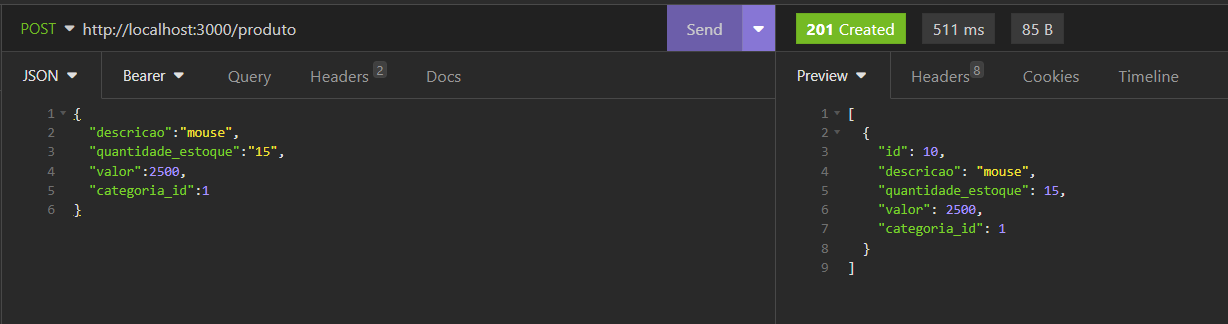 POST http://localhost:3000/produto Send 201 Created 511 ms 85 B
JSON Bearer Query Headers 2 Docs Preview Headers 8 Cookies Timeline
1 {
2 "descricao":"mouse",
3 "quantidade_estoque":"15",
4 "valor":2500,
5 "categoria_id":1
6 }
1 [
2 {
3 "id": 10,
4 "descricao": "mouse",
5 "quantidade_estoque": 15,
6 "valor": 2500,
7 "categoria_id": 1
8 }
9 ]